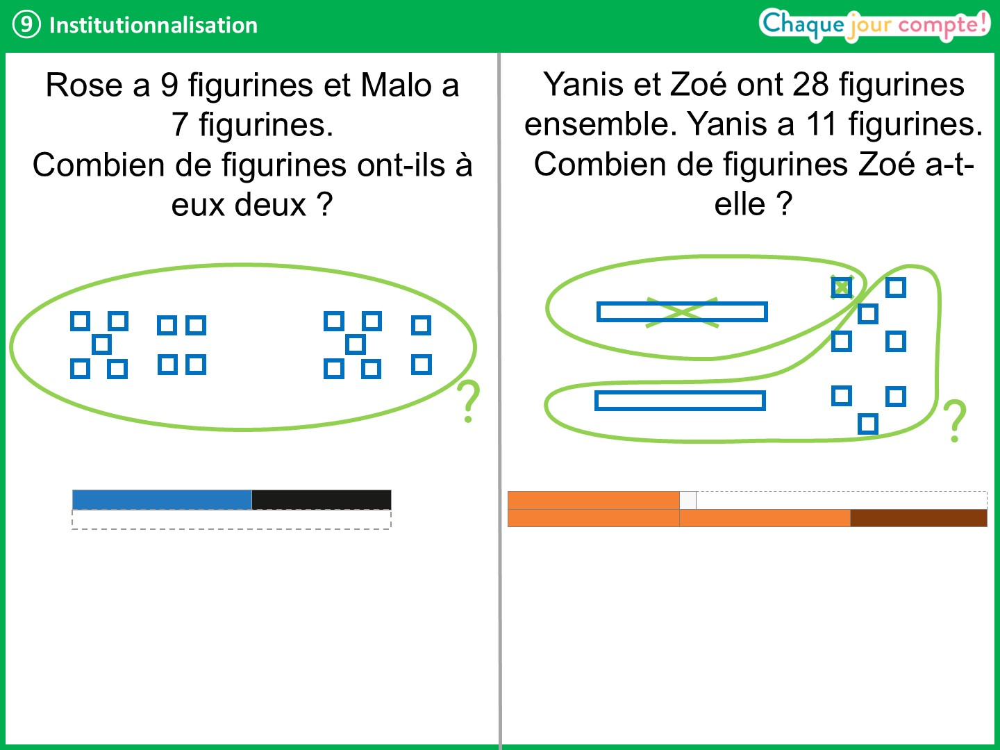 9 Institutionnalisation
Chaque jour compte!
Rose a 9 figurines et Malo a
7 figurines.
Combien de figurines ont-ils à
eux deux ?
?
Yanis et Zoé ont 28 figurines
ensemble. Yanis a 11 figurines.
Combien de figurines Zoé a-t-
elle ?
?